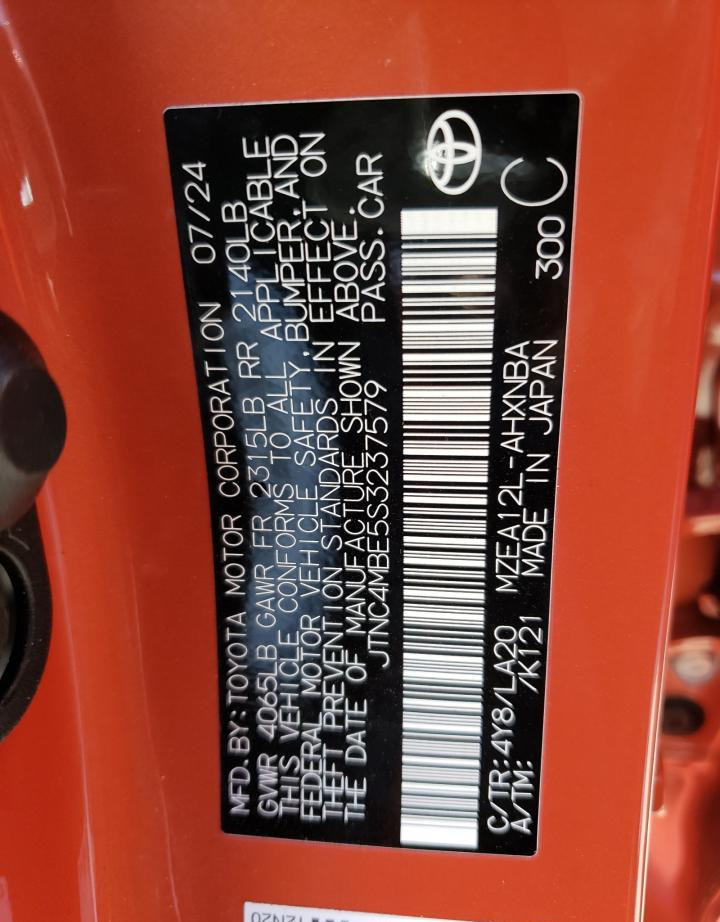 MFD.BY:TOYOTA MOTOR CORPORATION 07/24
GVWR 4065LB GAWR FR 2315LB RR 2140LB
THIS VEHICLE CONFORMS TO ALL APPLICABLE
FEDERAL MOTOR VEHICLE SAFETY,BUMPER,AND
THEFT PREVENTION STANDARDS IN EFFECT ON
THE DATE OF MANUFACTURE SHOWN ABOVE.
JTNC4MBE5S3237579 PASS.CAR
C/TR:4Y8/LA20 MZEA12L-AHXNBA 300 C
A/TM: /K121 MADE IN JAPAN